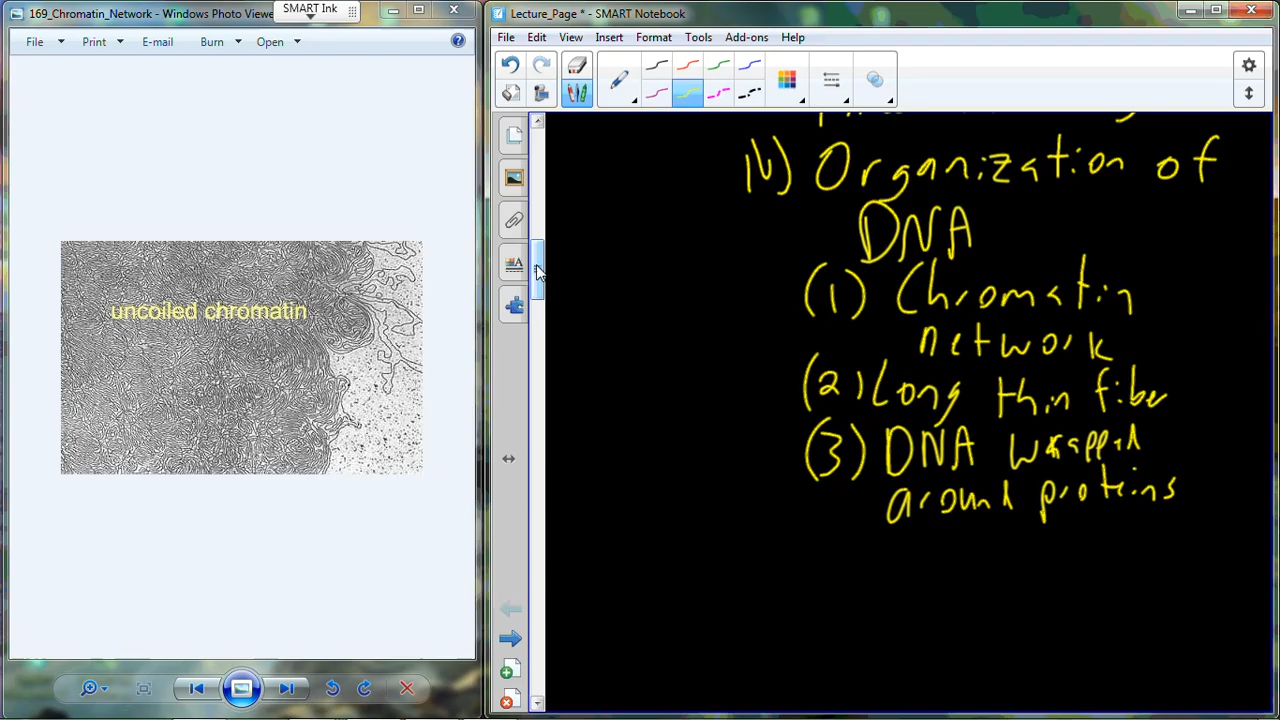 169_Chromatin_Network - Windows Photo Viewe
SMART Ink
File Print E-mail Burn Open
uncoiled chromatin
Lecture_Page * - SMART Notebook
File Edit View Insert Format Tools Add-ons Help
IV) Organization of
DNA
(1) Chromatin
network
(2) Long thin fiber
(3) DNA wrapped
around proteins